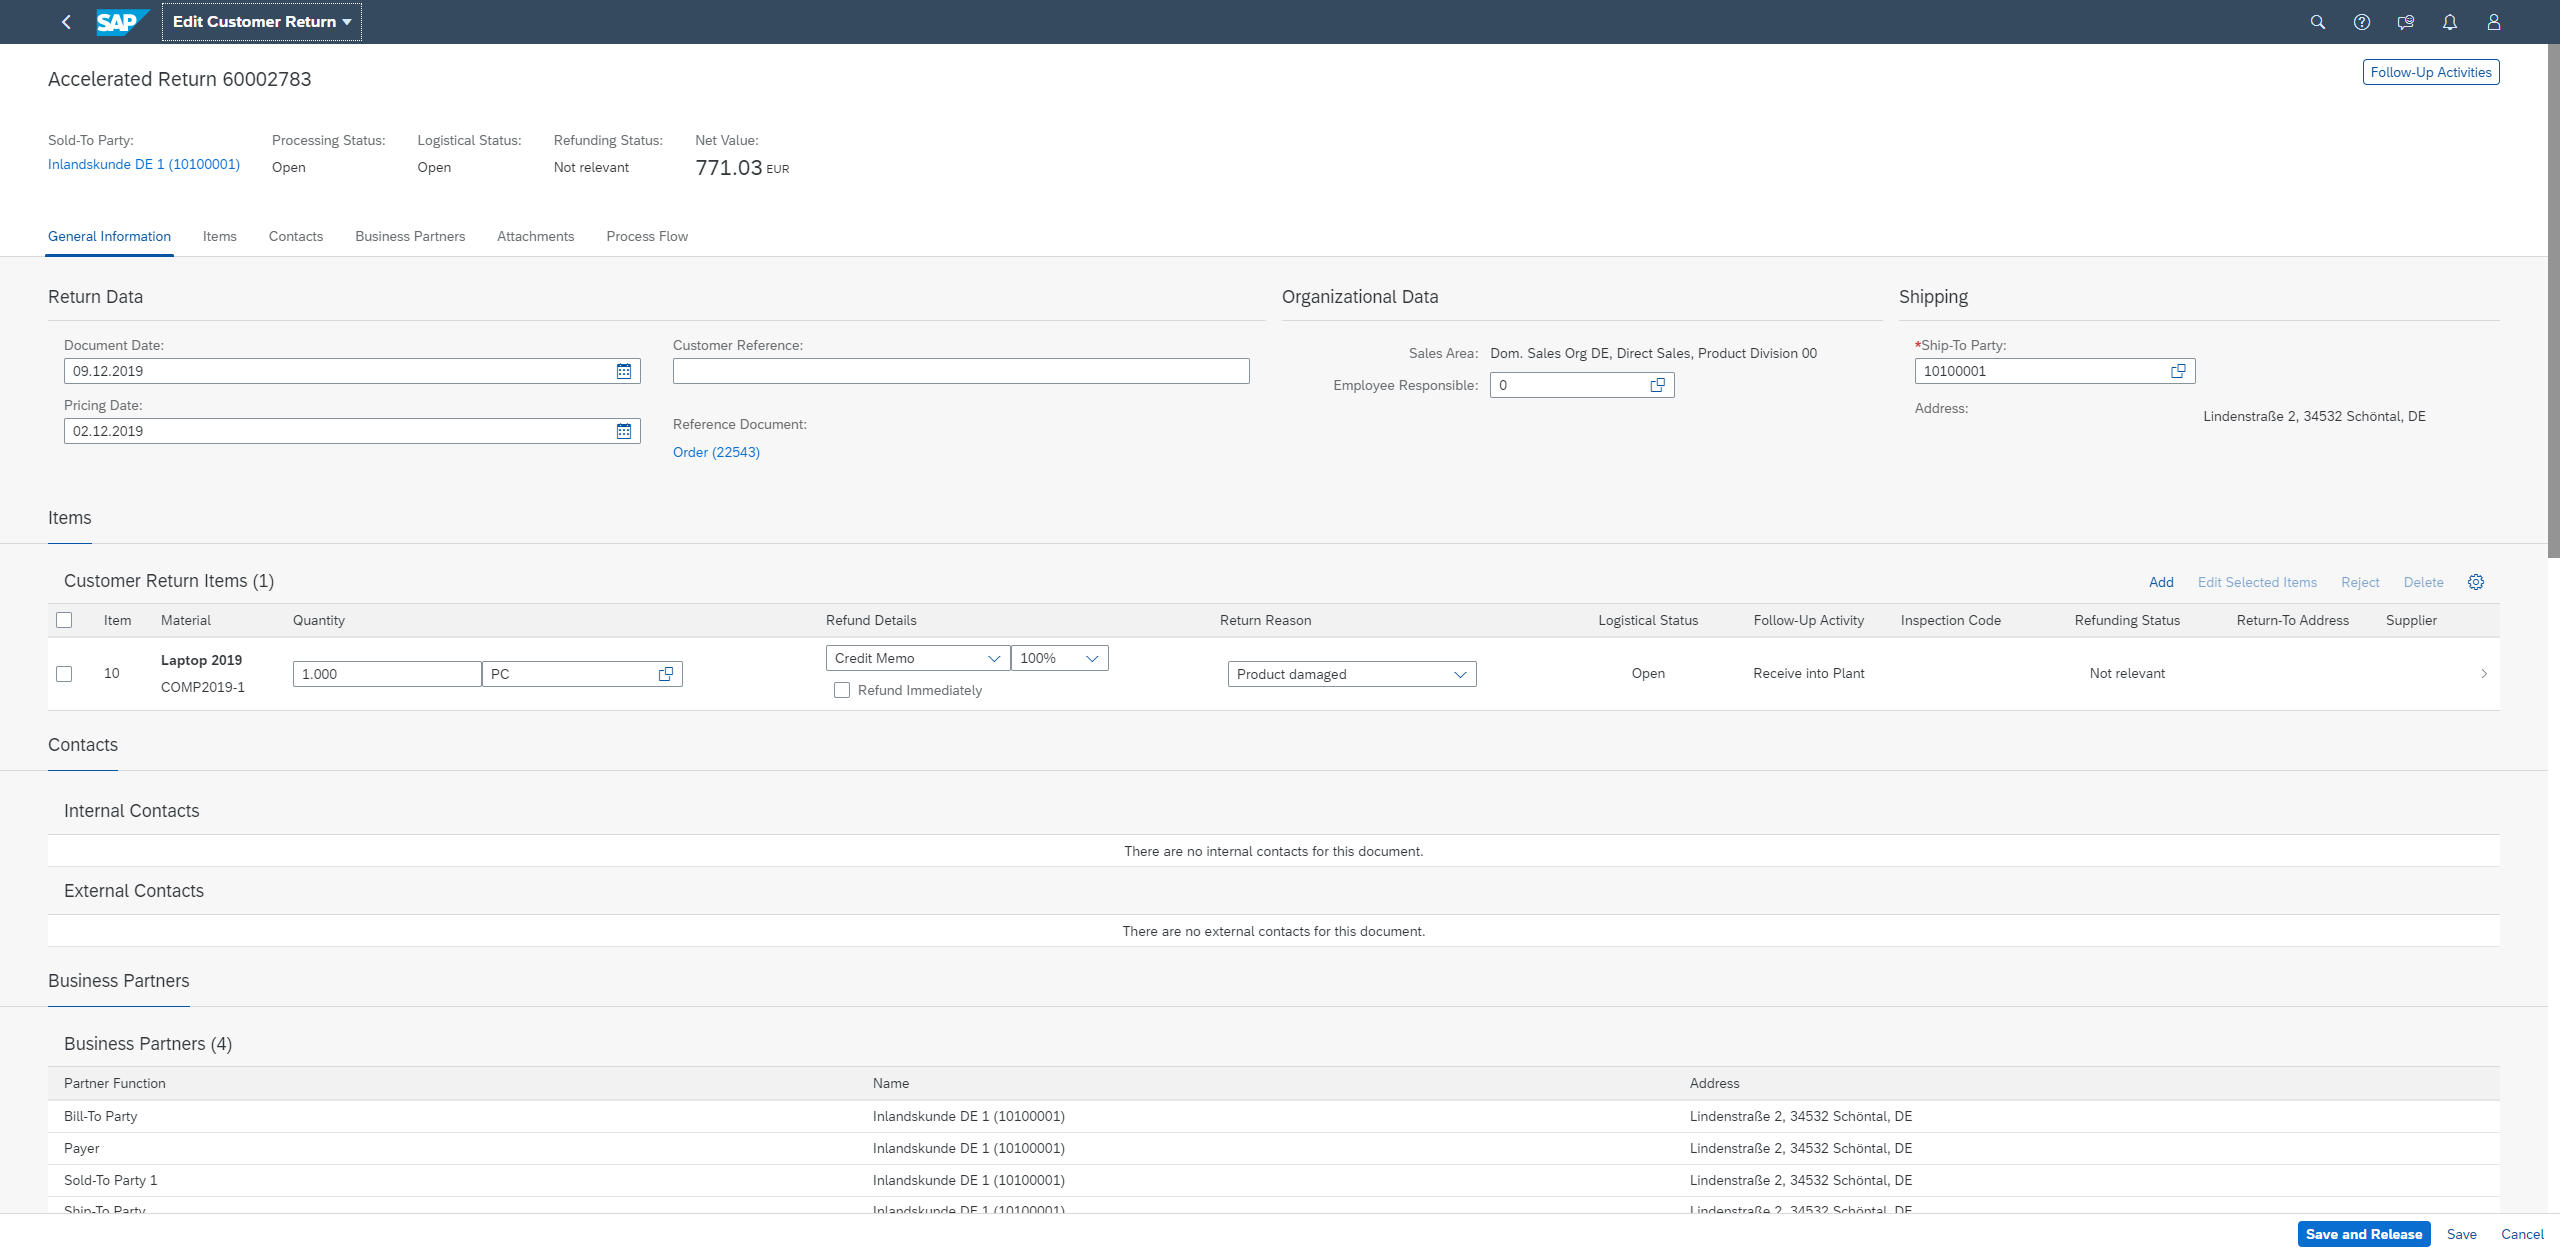 SAP Edit Customer Return
Accelerated Return 60002783
Follow-Up Activities
Sold-To Party: Processing Status: Logistical Status: Refunding Status: Net Value:
Inlandskunde DE 1 (10100001) Open Open Not relevant 771.03 EUR
General Information Items Contacts Business Partners Attachments Process Flow
Return Data
Document Date:
09.12.2019
Pricing Date:
02.12.2019
Customer Reference:
Reference Document:
Order (22543)
Organizational Data
Sales Area: Dom. Sales Org DE, Direct Sales, Product Division 00
Employee Responsible: 0
Shipping
*Ship-To Party:
10100001
Address:
Lindenstraße 2, 34532 Schöntal, DE
Items
Customer Return Items (1)
Add Edit Selected Items Reject Delete
Item Material Quantity Refund Details Return Reason Logistical Status Follow-Up Activity Inspection Code Refunding Status Return-To Address Supplier
10 Laptop 2019
COMP2019-1
1.000 PC
Credit Memo 100%
Refund Immediately
Product damaged
Open Receive into Plant Not relevant
Contacts
Internal Contacts
There are no internal contacts for this document.
External Contacts
There are no external contacts for this document.
Business Partners
Business Partners (4)
Partner Function Name Address
Bill-To Party Inlandskunde DE 1 (10100001) Lindenstraße 2, 34532 Schöntal, DE
Payer Inlandskunde DE 1 (10100001) Lindenstraße 2, 34532 Schöntal, DE
Sold-To Party 1 Inlandskunde DE 1 (10100001) Lindenstraße 2, 34532 Schöntal, DE
Ship-To Party Inlandskunde DE 1 (10100001) Lindenstraße 2, 34532 Schöntal, DE
Save and Release Save Cancel